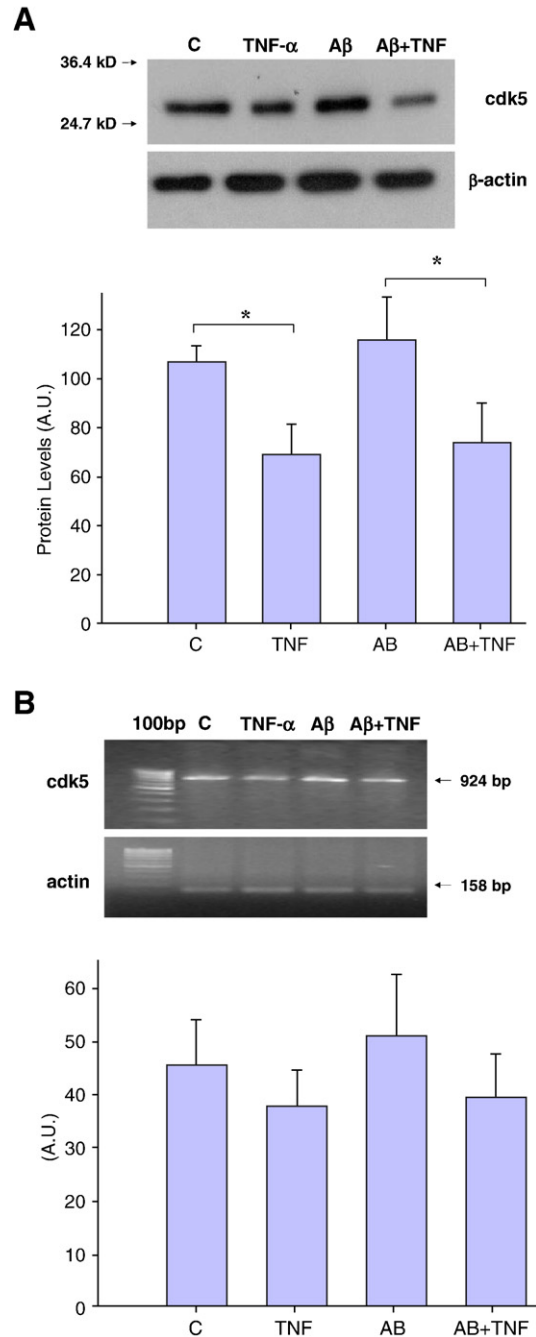 A
C TNF-α Aβ Aβ+TNF
36.4 kD →
cdk5
24.7 kD →
β-actin
* *
Protein Levels (A.U.)
120
100
80
60
40
20
0
C TNF AB AB+TNF
B
100bp C TNF-α Aβ Aβ+TNF
cdk5 ← 924 bp
actin ← 158 bp
(A.U.)
60
50
40
30
20
10
0
C TNF AB AB+TNF